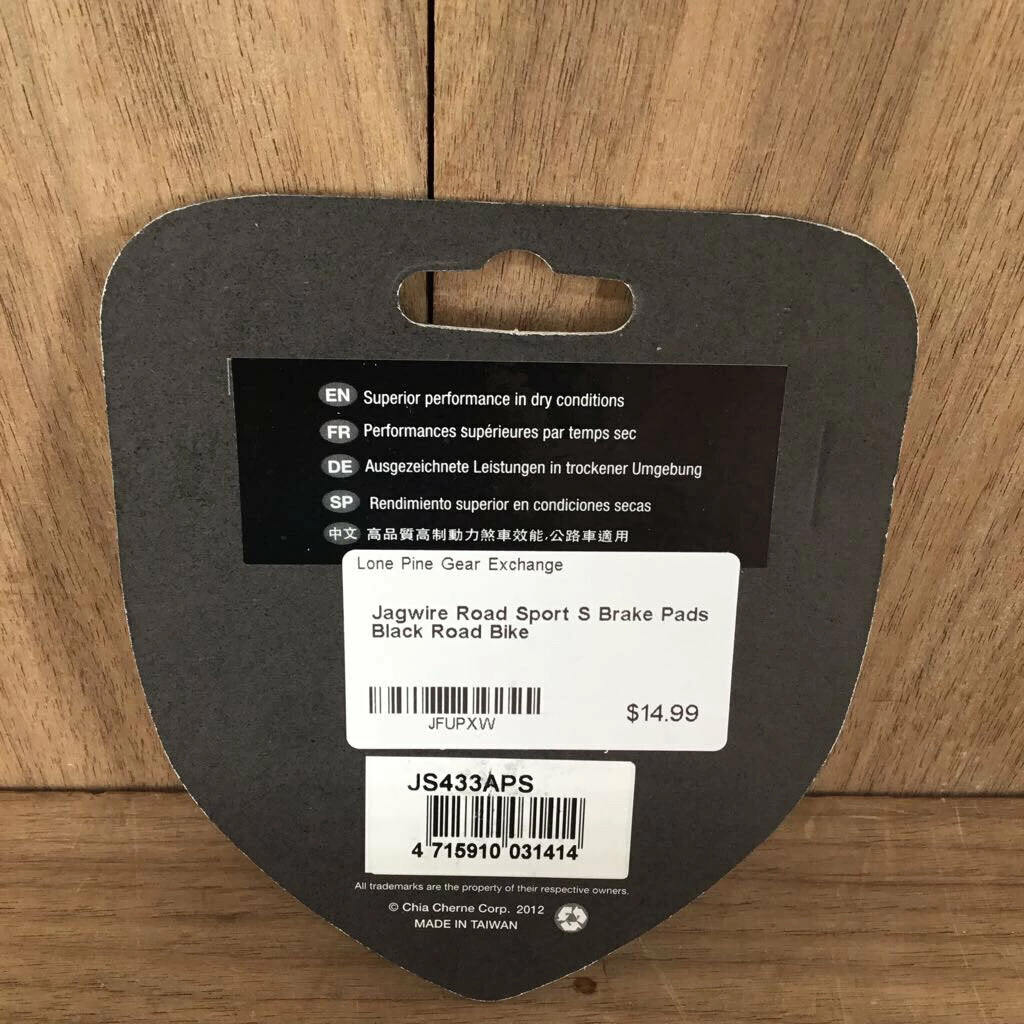 EN Superior performance in dry conditions
FR Performances supérieures par temps sec
DE Ausgezeichnete Leistungen in trockener Umgebung
SP Rendimiento superior en condiciones secas
中文 高品質高制動力煞車效能.公路車適用
Lone Pine Gear Exchange
Jagwire Road Sport S Brake Pads
Black Road Bike
JFUPXW
$14.99
JS433APS
4 715910 031414
All trademarks are the property of their respective owners.
© Chia Cherne Corp. 2012
MADE IN TAIWAN